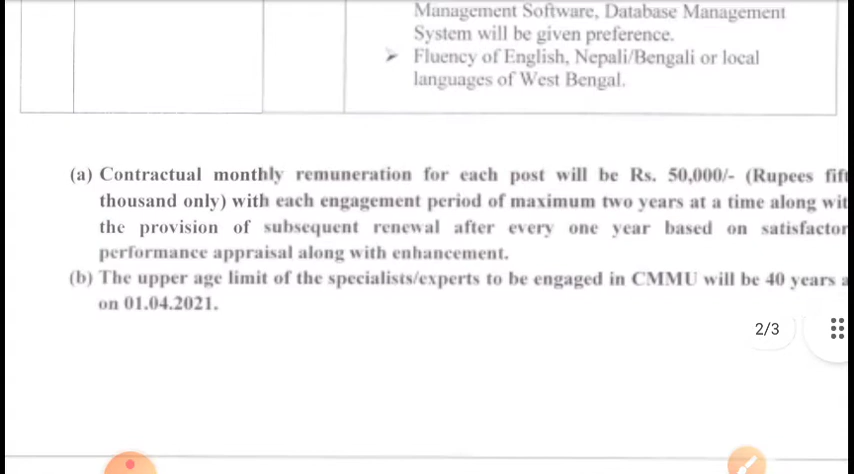 Management Software, Database Management
System will be given preference.
➤ Fluency of English, Nepali/Bengali or local
languages of West Bengal.
(a) Contractual monthly remuneration for each post will be Rs. 50,000/- (Rupees fift
thousand only) with each engagement period of maximum two years at a time along wit
the provision of subsequent renewal after every one year based on satisfactor
performance appraisal along with enhancement.
(b) The upper age limit of the specialists/experts to be engaged in CMMU will be 40 years a
on 01.04.2021.
2/3